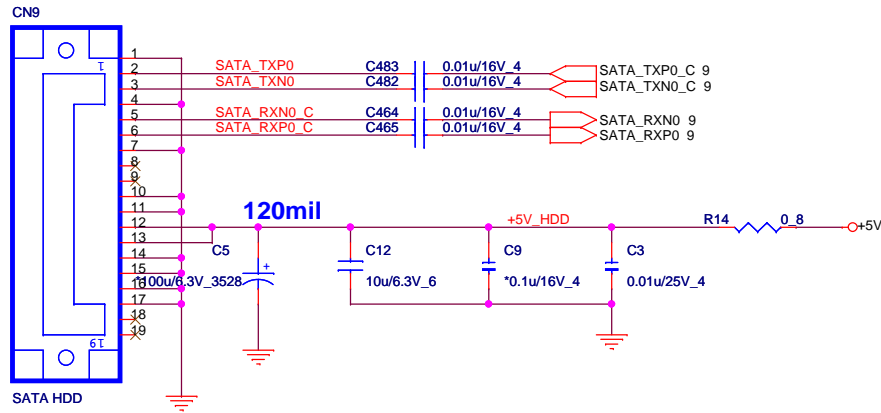 CN9
1
1
2
3
4
5
6
7
8
9
10
11
12
13
14
15
16
17
18
19
19
SATA HDD
SATA_TXP0 C483 0.01u/16V_4 SATA_TXP0_C 9
SATA_TXN0 C482 0.01u/16V_4 SATA_TXN0_C 9
SATA_RXN0_C C464 0.01u/16V_4 SATA_RXN0 9
SATA_RXP0_C C465 0.01u/16V_4 SATA_RXP0 9
120mil
+5V_HDD
R14 0_8 +5V
C5
+
*100u/6.3V_3528
C12
10u/6.3V_6
C9
*0.1u/16V_4
C3
0.01u/25V_4